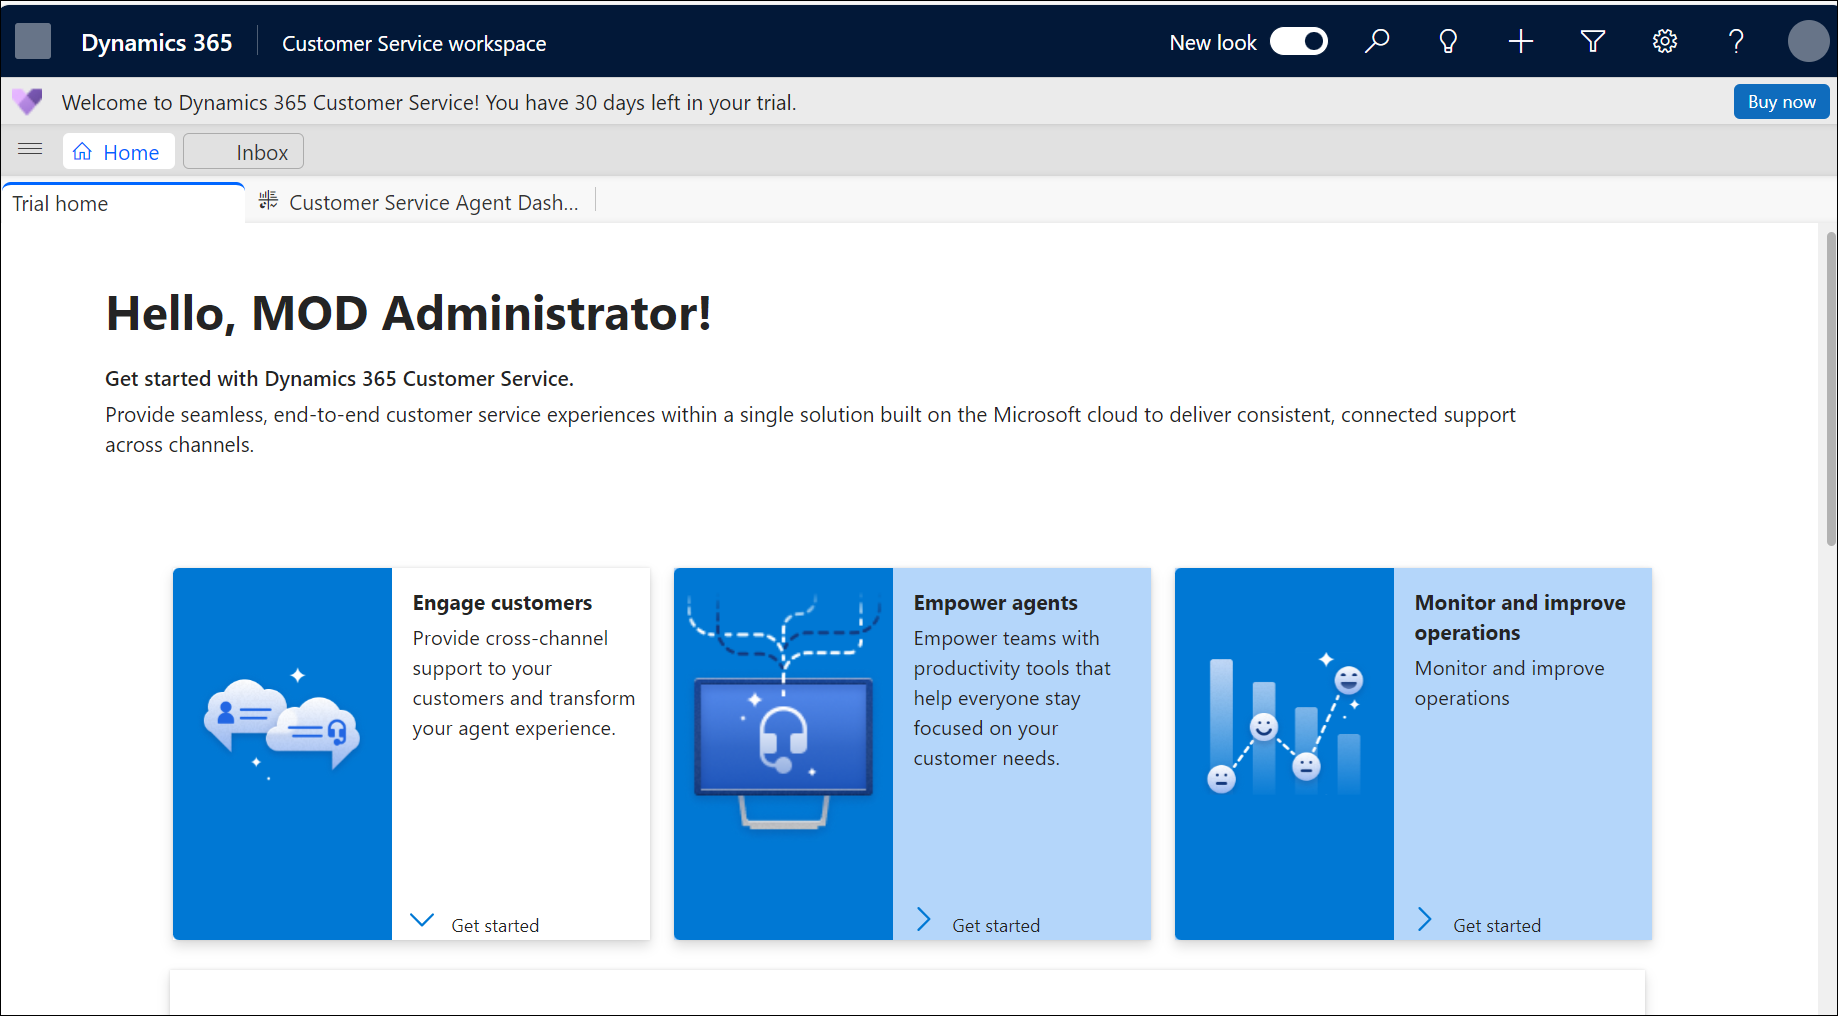 Dynamics 365
Customer Service workspace
New look
Welcome to Dynamics 365 Customer Service! You have 30 days left in your trial.
Buy now
Home
Inbox
Trial home
Customer Service Agent Dash...
Hello, MOD Administrator!
Get started with Dynamics 365 Customer Service.
Provide seamless, end-to-end customer service experiences within a single solution built on the Microsoft cloud to deliver consistent, connected support
across channels.
Engage customers
Provide cross-channel
support to your
customers and transform
your agent experience.
Get started
Empower agents
Empower teams with
productivity tools that
help everyone stay
focused on your
customer needs.
Get started
Monitor and improve
operations
Monitor and improve
operations
Get started